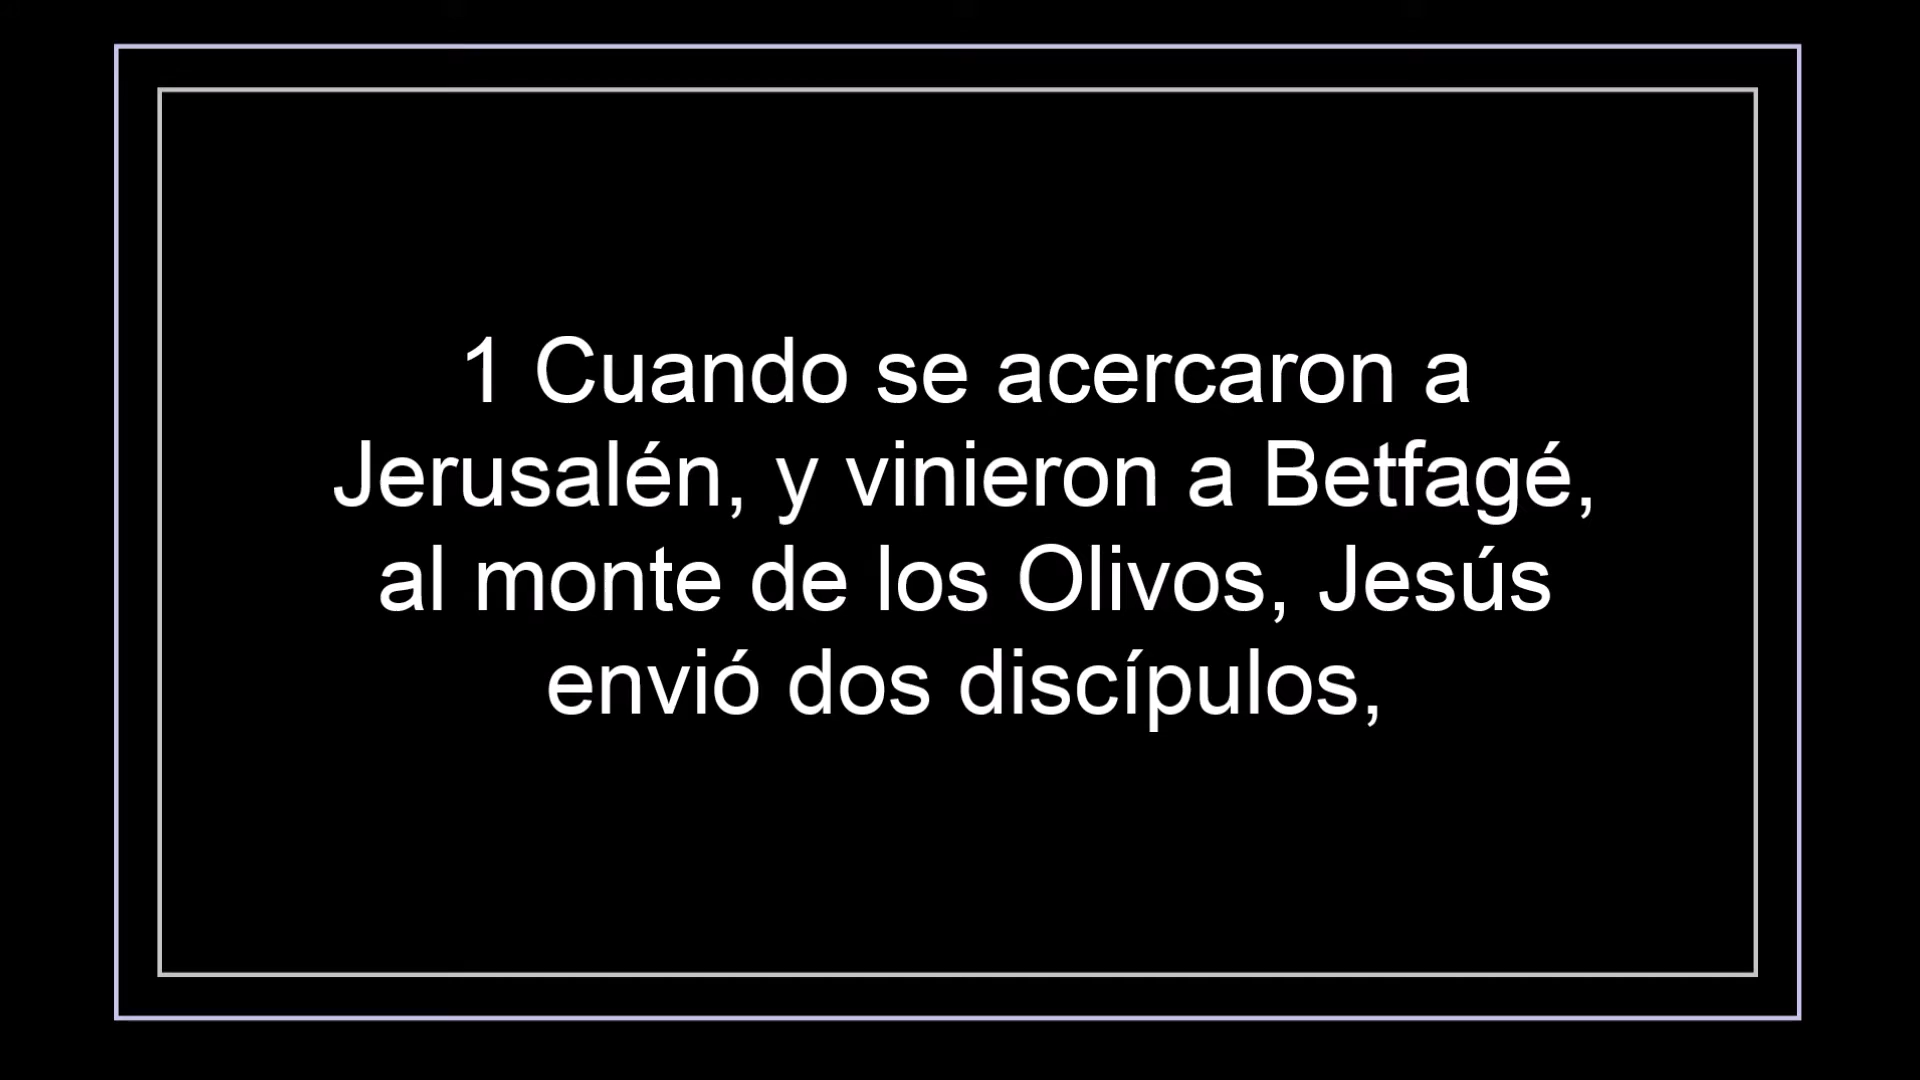 1 Cuando se acercaron a
Jerusalén, y vinieron a Betfagé,
al monte de los Olivos, Jesús
envió dos discípulos,